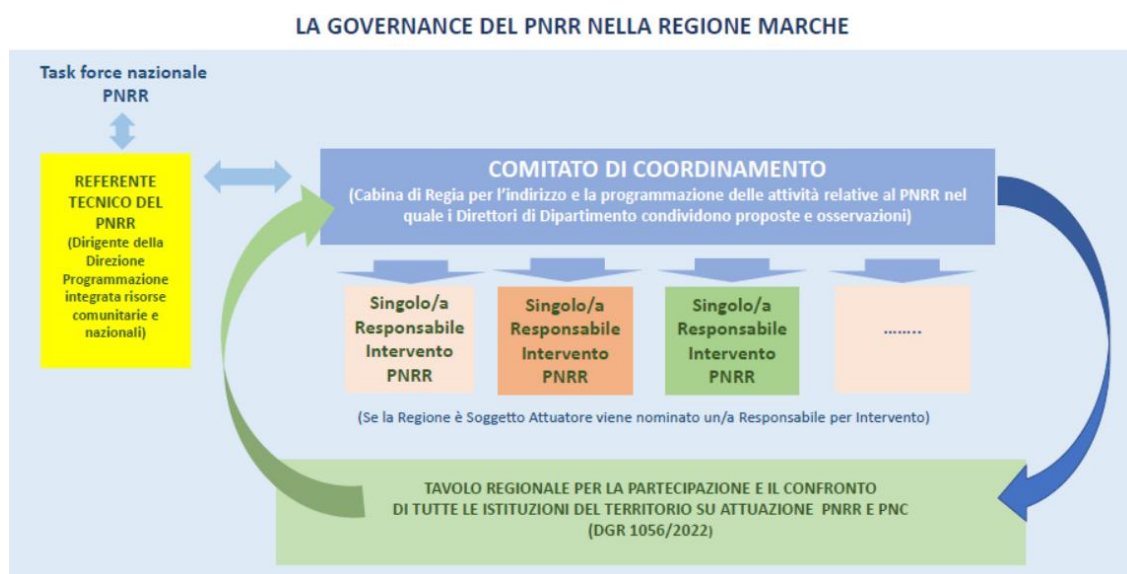 LA GOVERNANCE DEL PNRR NELLA REGIONE MARCHE
Task force nazionale
PNRR
REFERENTE
TECNICO DEL
PNRR
(Dirigente della
Direzione
Programmazione
integrata risorse
comunitarie e
nazionali)
COMITATO DI COORDINAMENTO
(Cabina di Regia per l'indirizzo e la programmazione delle attività relative al PNRR nel
quale i Direttori di Dipartimento condividono proposte e osservazioni)
Singolo/a
Responsabile
Intervento
PNRR
Singolo/a
Responsabile
Intervento
PNRR
Singolo/a
Responsabile
Intervento
PNRR
........
(Se la Regione è Soggetto Attuatore viene nominato un/a Responsabile per Intervento)
TAVOLO REGIONALE PER LA PARTECIPAZIONE E IL CONFRONTO
DI TUTTE LE ISTITUZIONI DEL TERRITORIO SU ATTUAZIONE PNRR E PNC
(DGR 1056/2022)